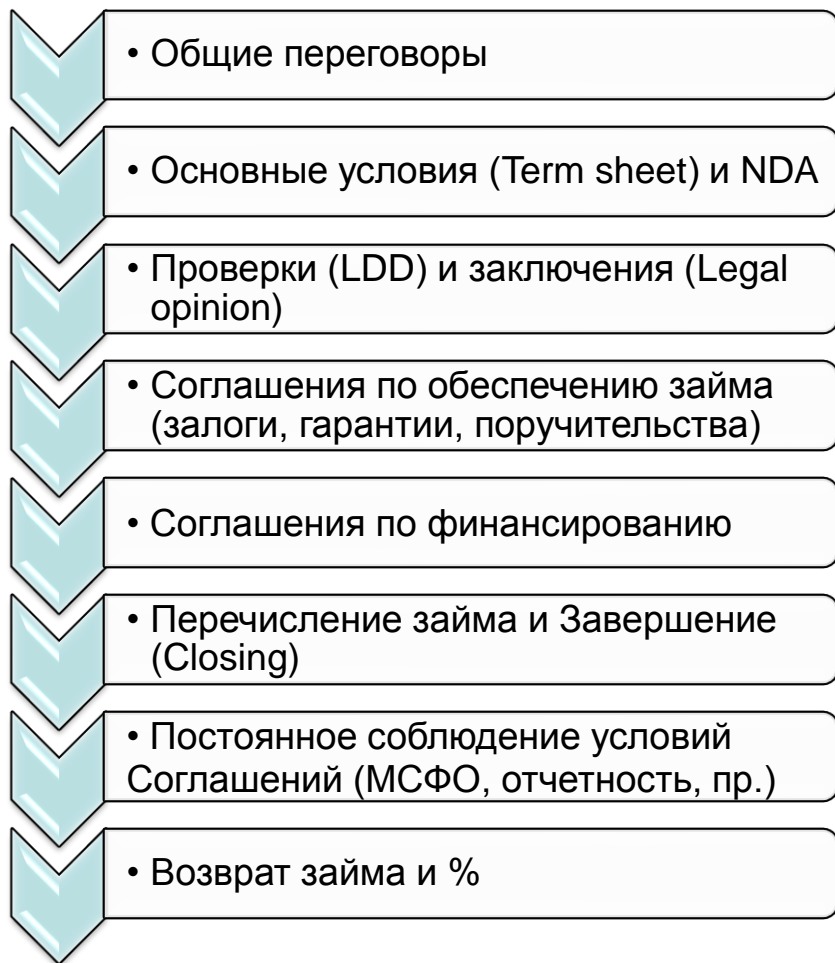 • Общие переговоры
• Основные условия (Term sheet) и NDA
• Проверки (LDD) и заключения (Legal
opinion)
• Соглашения по обеспечению займа
(залоги, гарантии, поручительства)
• Соглашения по финансированию
• Перечисление займа и Завершение
(Closing)
• Постоянное соблюдение условий
Соглашений (МСФО, отчетность, пр.)
• Возврат займа и %